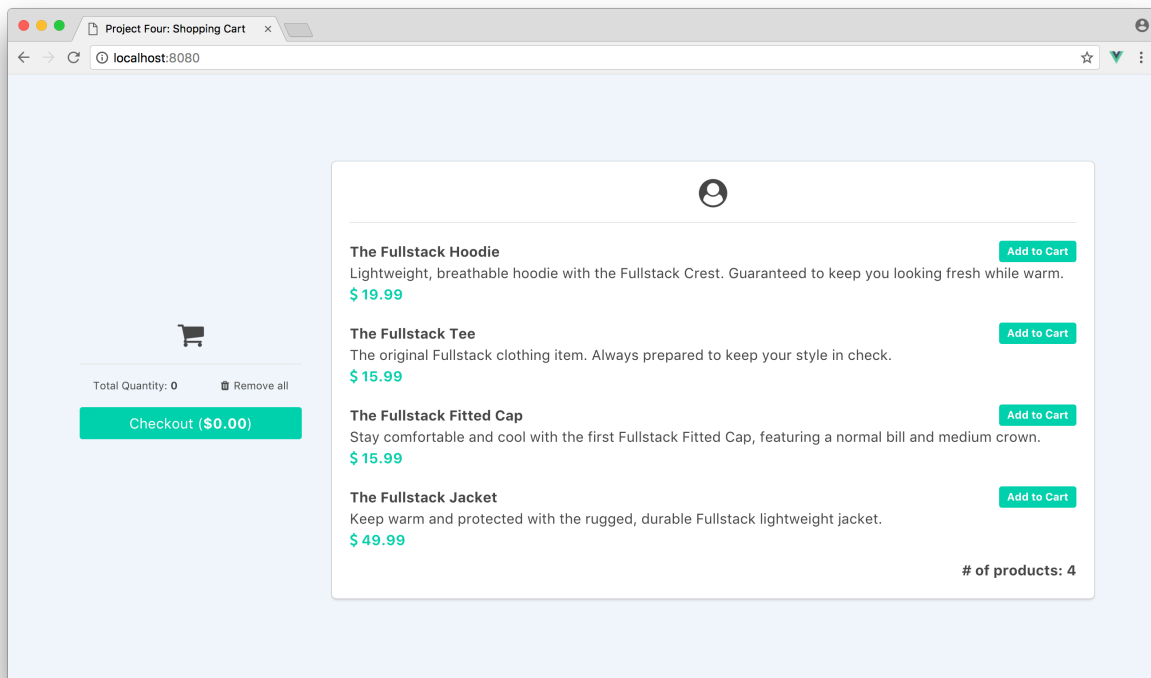 Project Four: Shopping Cart
localhost:8080
The Fullstack Hoodie
Add to Cart
Lightweight, breathable hoodie with the Fullstack Crest. Guaranteed to keep you looking fresh while warm.
$ 19.99
The Fullstack Tee
Add to Cart
The original Fullstack clothing item. Always prepared to keep your style in check.
$ 15.99
The Fullstack Fitted Cap
Add to Cart
Stay comfortable and cool with the first Fullstack Fitted Cap, featuring a normal bill and medium crown.
$ 15.99
The Fullstack Jacket
Add to Cart
Keep warm and protected with the rugged, durable Fullstack lightweight jacket.
$ 49.99
# of products: 4
Total Quantity: 0
Remove all
Checkout ($0.00)